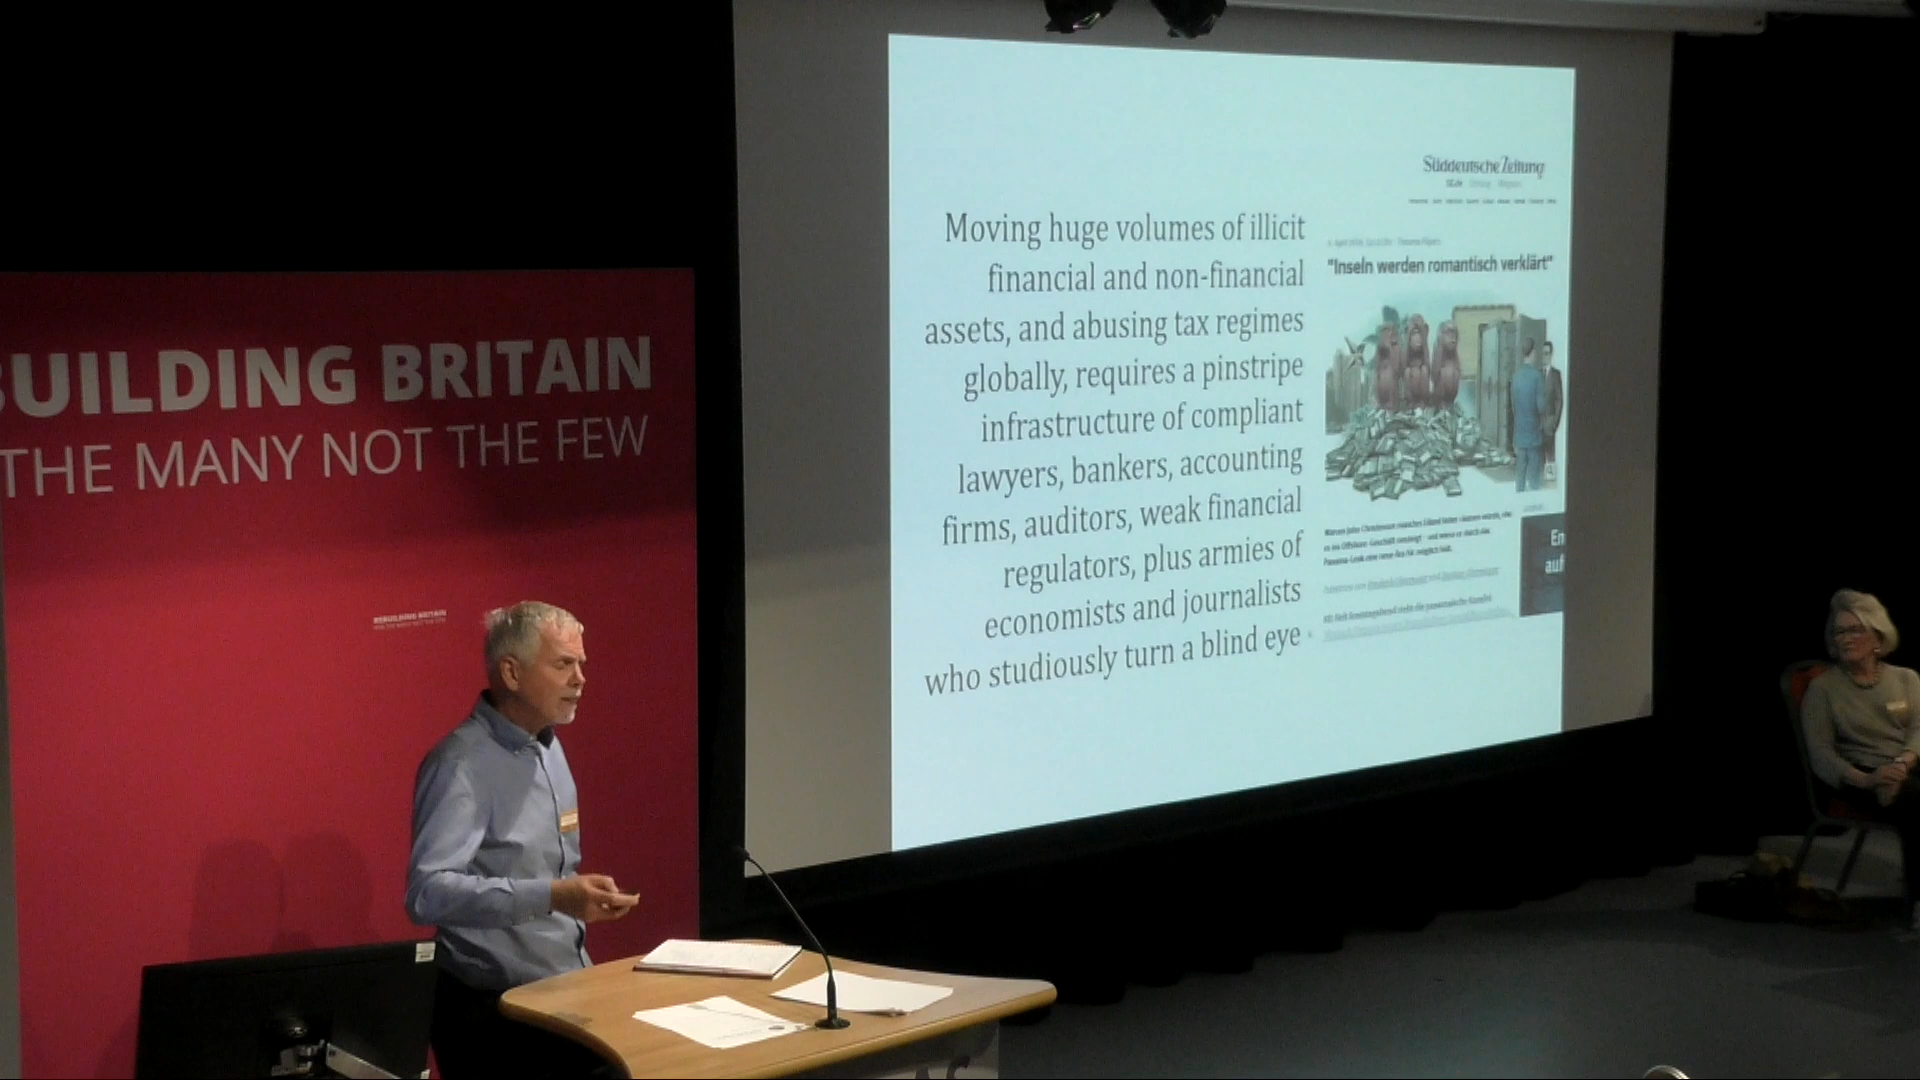 BUILDING BRITAIN
THE MANY NOT THE FEW
REBUILDING BRITAIN
Moving huge volumes of illicit
financial and non-financial
assets, and abusing tax regimes
globally, requires a pinstripe
infrastructure of compliant
lawyers, bankers, accounting
firms, auditors, weak financial
regulators, plus armies of
economists and journalists
who studiously turn a blind eye
Süddeutsche Zeitung
"Inseln werden romantisch verklärt"
En
auf